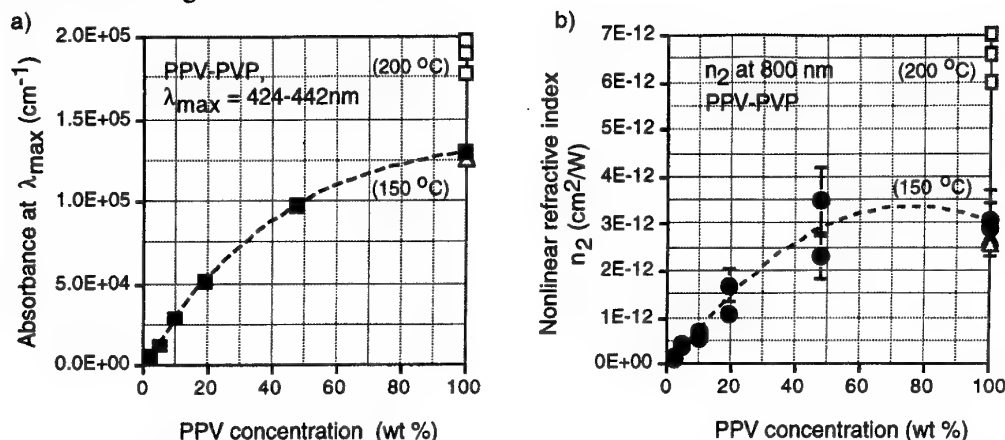 a)
2.0E+05
1.5E+05
1.0E+05
5.0E+04
0.0E+00
Absorbance at λmax (cm-1)
PPV-PVP,
λmax = 424-442nm
(200 °C)
(150 °C)
0 20 40 60 80 100
PPV concentration (wt %)
b)
7E-12
6E-12
5E-12
4E-12
3E-12
2E-12
1E-12
0E+00
Nonlinear refractive index
n2 (cm2/W)
n2 at 800 nm
PPV-PVP
(200 °C)
(150 °C)
0 20 40 60 80 100
PPV concentration (wt %)